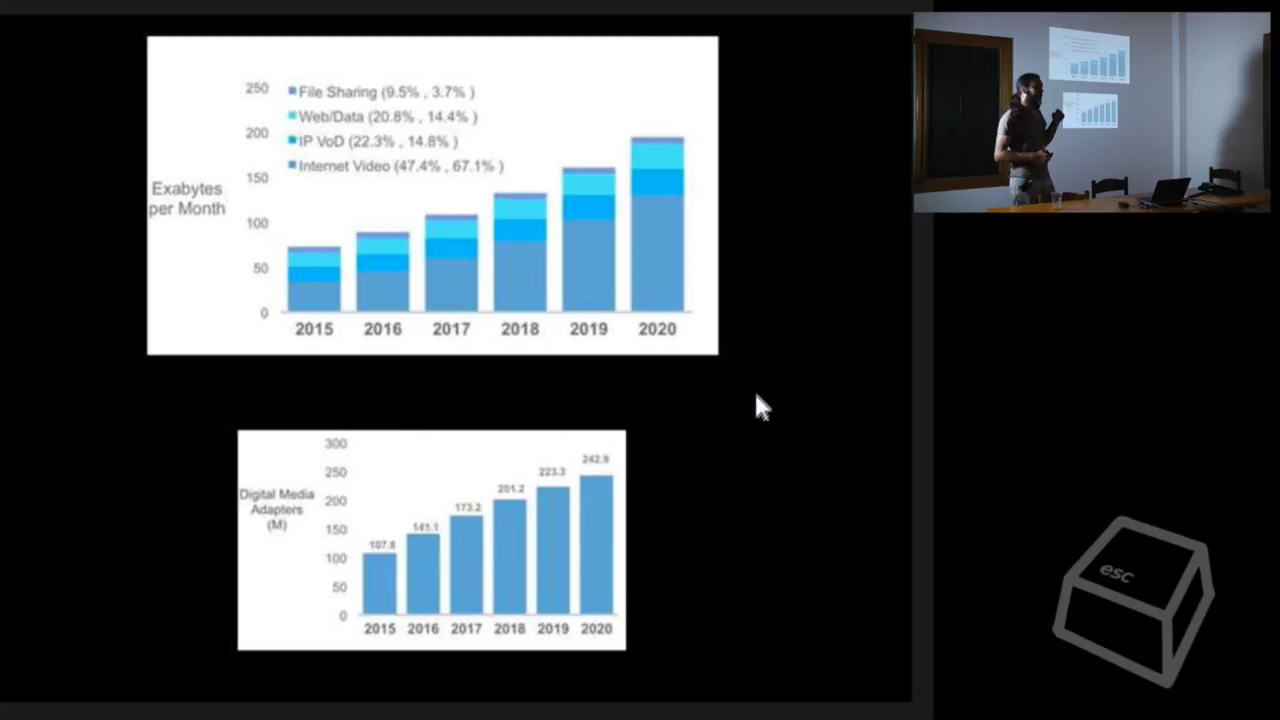 250
File Sharing (9.5% , 3.7% )
Web/Data (20.8% , 14.4% )
200
IP VoD (22.3% , 14.8% )
Internet Video (47.4% , 67.1% )
150
Exabytes
per Month
100
50
0
2015 2016 2017 2018 2019 2020
300
250
200
150
100
50
0
Digital Media
Adapters
(M)
107.8 141.1 173.2 201.2 223.3 242.9
2015 2016 2017 2018 2019 2020
esc